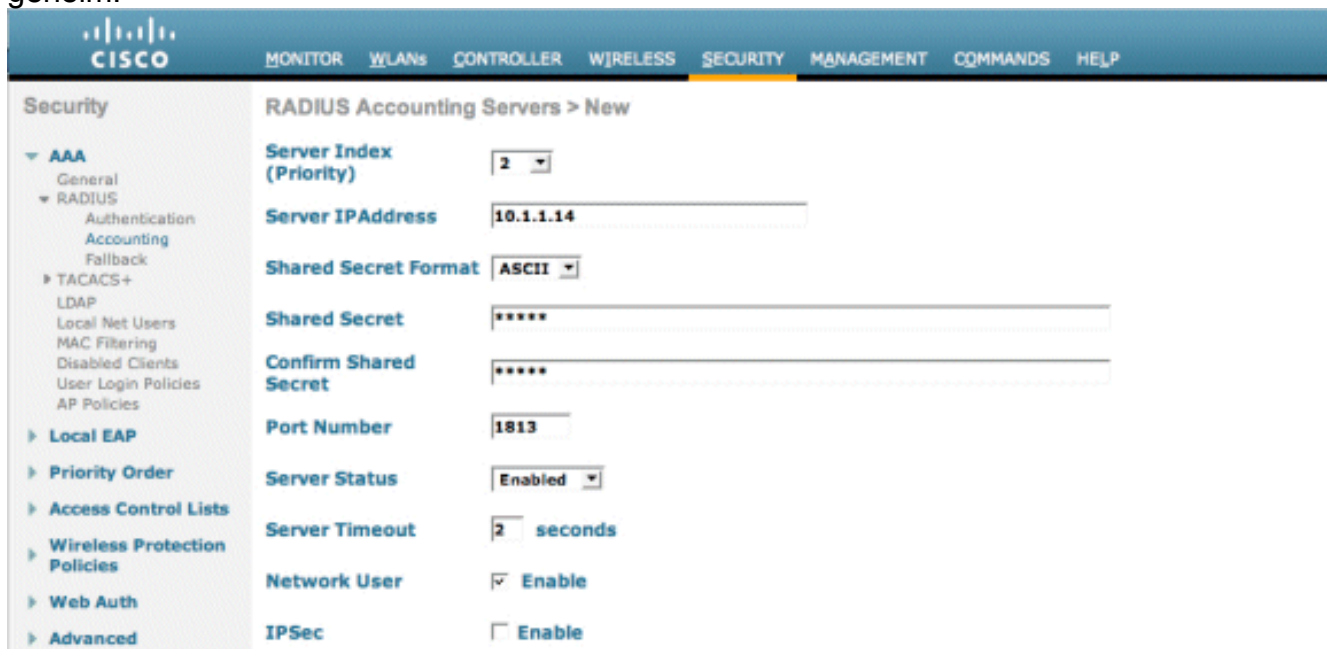 geheim.
CISCO
MONITOR WLANs CONTROLLER WIRELESS SECURITY MANAGEMENT COMMANDS HELP
Security
AAA
General
RADIUS
Authentication
Accounting
Fallback
TACACS+
LDAP
Local Net Users
MAC Filtering
Disabled Clients
User Login Policies
AP Policies
Local EAP
Priority Order
Access Control Lists
Wireless Protection
Policies
Web Auth
Advanced
RADIUS Accounting Servers > New
Server Index
(Priority) 2
Server IPAddress 10.1.1.14
Shared Secret Format ASCII
Shared Secret *****
Confirm Shared
Secret *****
Port Number 1813
Server Status Enabled
Server Timeout 2 seconds
Network User Enable
IPSec Enable